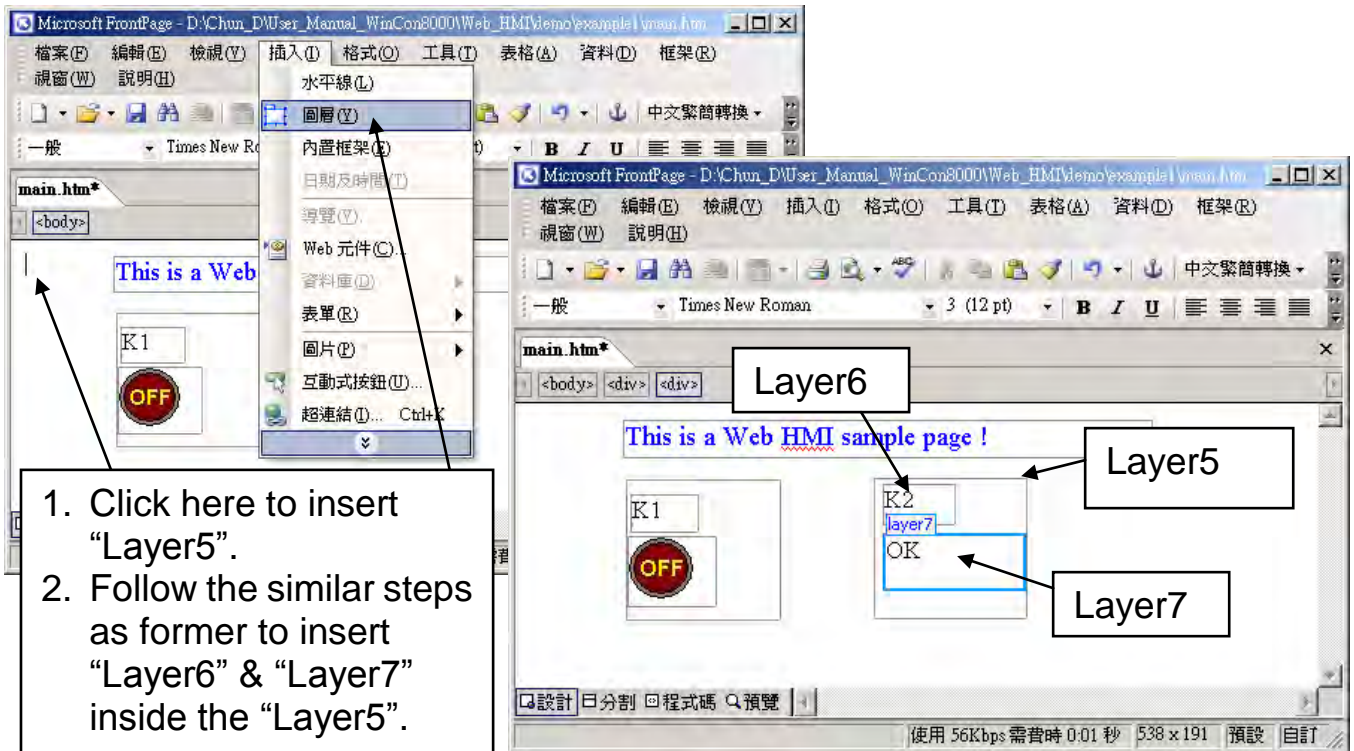 Microsoft FrontPage - D:\Chun_D\User_Manual_WinCon8000\Web_HMI\demo\example1\main.htm
檔案(F) 編輯(E) 檢視(V) 插入(I) 格式(O) 工具(T) 表格(A) 資料(D) 框架(R)
視窗(W) 說明(H)
中文繁簡轉換
一般 Times New Ro
B I U
main.htm*
<body>
水平線(L)
圖層(Y)
內置框架(E)
日期及時間(T)
導覽(V)
Web 元件(C)...
資料庫(D)
表單(R)
圖片(P)
互動式按鈕(U)...
超連結(I)... Ctrl+K
This is a Web
K1
OFF
1. Click here to insert
“Layer5”.
2. Follow the similar steps
as former to insert
“Layer6” & “Layer7”
inside the “Layer5”.
Microsoft FrontPage - D:\Chun_D\User_Manual_WinCon8000\Web_HMI\demo\example1\main.htm
檔案(F) 編輯(E) 檢視(V) 插入(I) 格式(O) 工具(T) 表格(A) 資料(D) 框架(R)
視窗(W) 說明(H)
ABC
中文繁簡轉換
一般 Times New Roman 3 (12 pt) B I U
main.htm*
<body> <div> <div>
Layer6
This is a Web HMI sample page !
Layer5
K1
OFF
K2
layer7
OK
Layer7
設計 分割 程式碼 預覽
使用 56Kbps 需費時 0:01 秒 538 x 191 預設 自訂